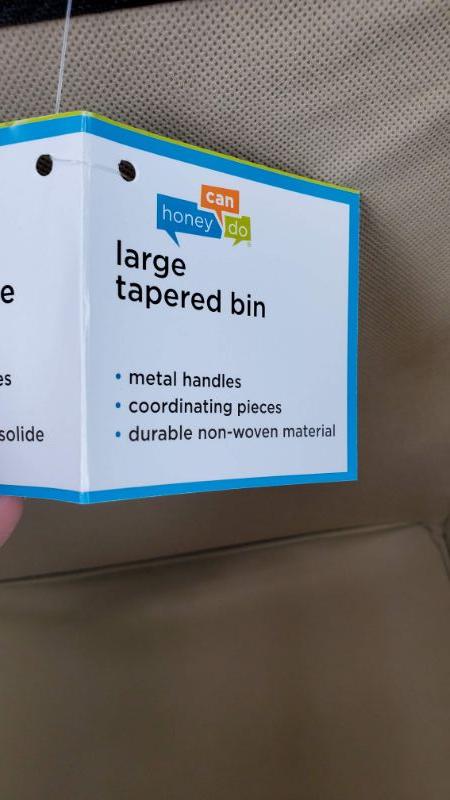 can
honey do
large
tapered bin
• metal handles
• coordinating pieces
• durable non-woven material
e
es
solide